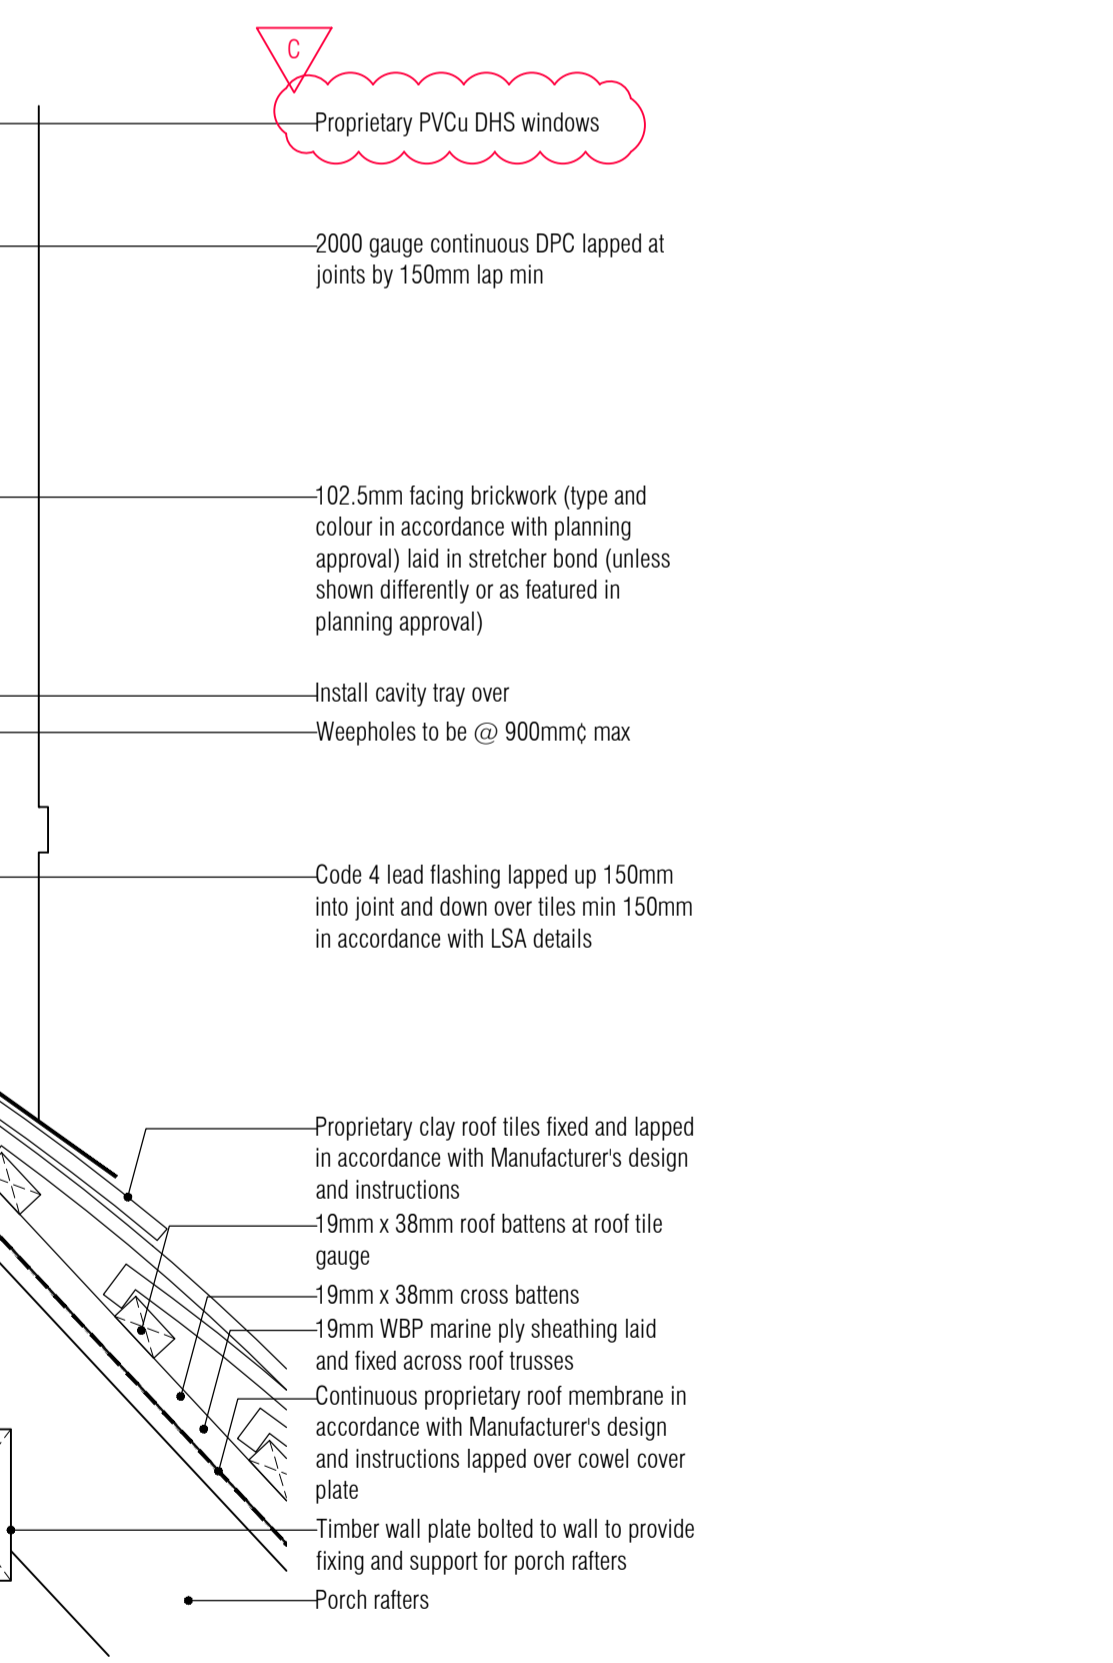 C
Proprietary PVCu DHS windows
2000 gauge continuous DPC lapped at
joints by 150mm lap min
102.5mm facing brickwork (type and
colour in accordance with planning
approval) laid in stretcher bond (unless
shown differently or as featured in
planning approval)
Install cavity tray over
Weepholes to be @ 900mm¢ max
Code 4 lead flashing lapped up 150mm
into joint and down over tiles min 150mm
in accordance with LSA details
Proprietary clay roof tiles fixed and lapped
in accordance with Manufacturer's design
and instructions
19mm x 38mm roof battens at roof tile
gauge
19mm x 38mm cross battens
19mm WBP marine ply sheathing laid
and fixed across roof trusses
Continuous proprietary roof membrane in
accordance with Manufacturer's design
and instructions lapped over cowel cover
plate
Timber wall plate bolted to wall to provide
fixing and support for porch rafters
Porch rafters